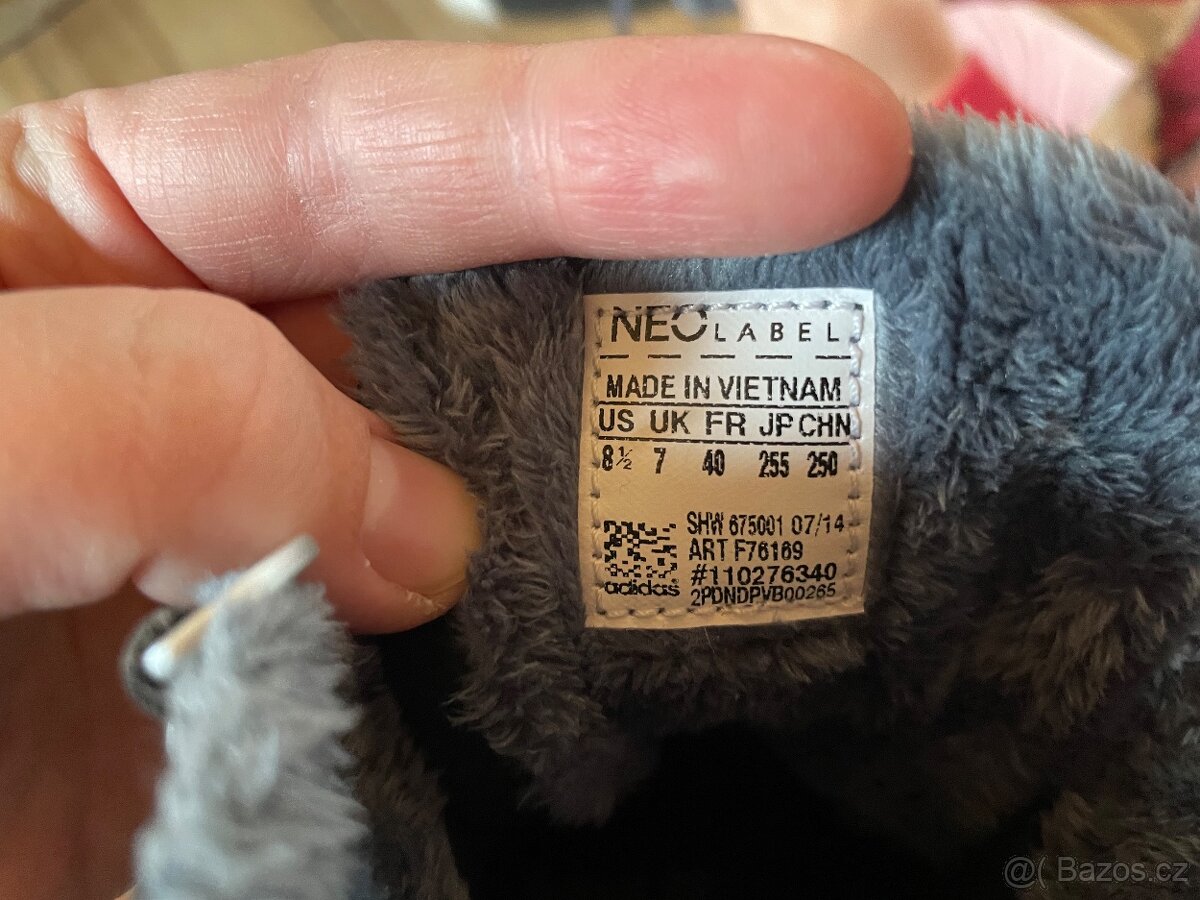 NEO LABEL
MADE IN VIETNAM
US UK FR JP CHN
8½ 7 40 255 250
SHW 675001 07/14
ART F76169
#110276340
adidas 2PDNDPVB00265
@( Bazos.cz